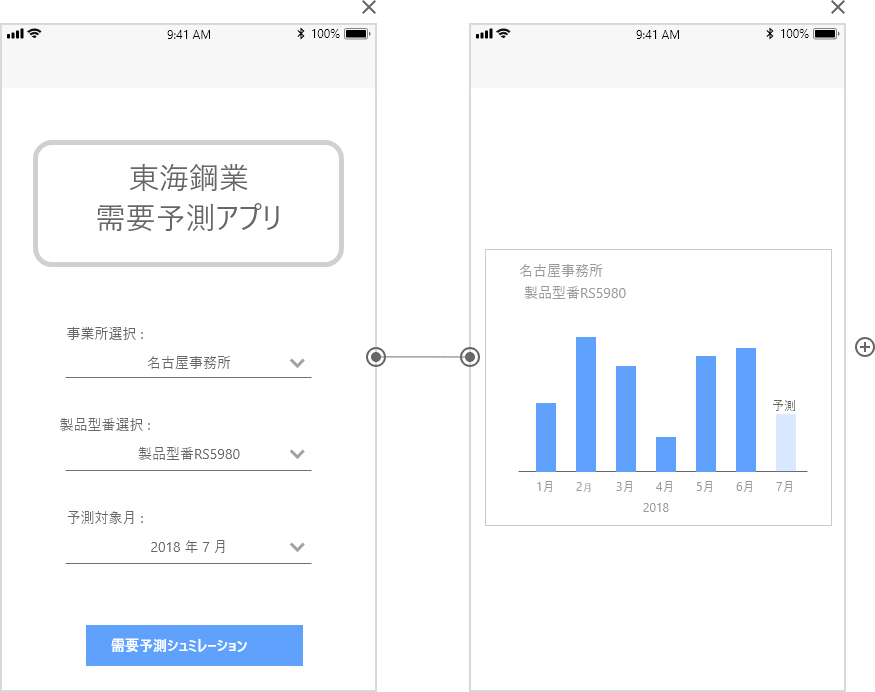 9:41 AM
100%
東海鋼業
需要予測アプリ
事業所選択 :
名古屋事務所
製品型番選択 :
製品型番RS5980
予測対象月 :
2018 年 7 月
需要予測シュミレーション
9:41 AM
100%
名古屋事務所
製品型番RS5980
予測
1月 2月 3月 4月 5月 6月 7月
2018